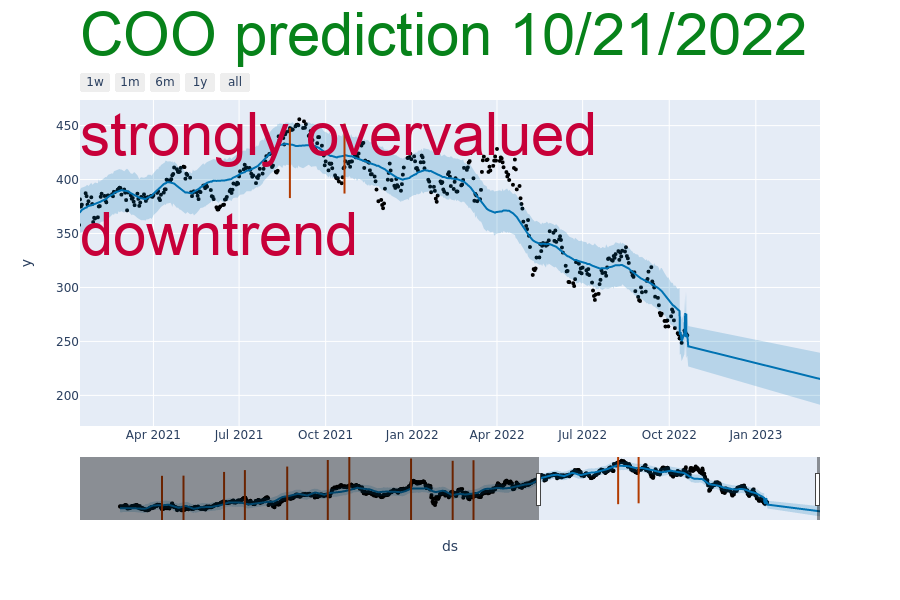 COO prediction 10/21/2022
1w 1m 6m 1y all
strongly overvalued
downtrend
450
400
350
300
250
200
y
Apr 2021 Jul 2021 Oct 2021 Jan 2022 Apr 2022 Jul 2022 Oct 2022 Jan 2023
ds